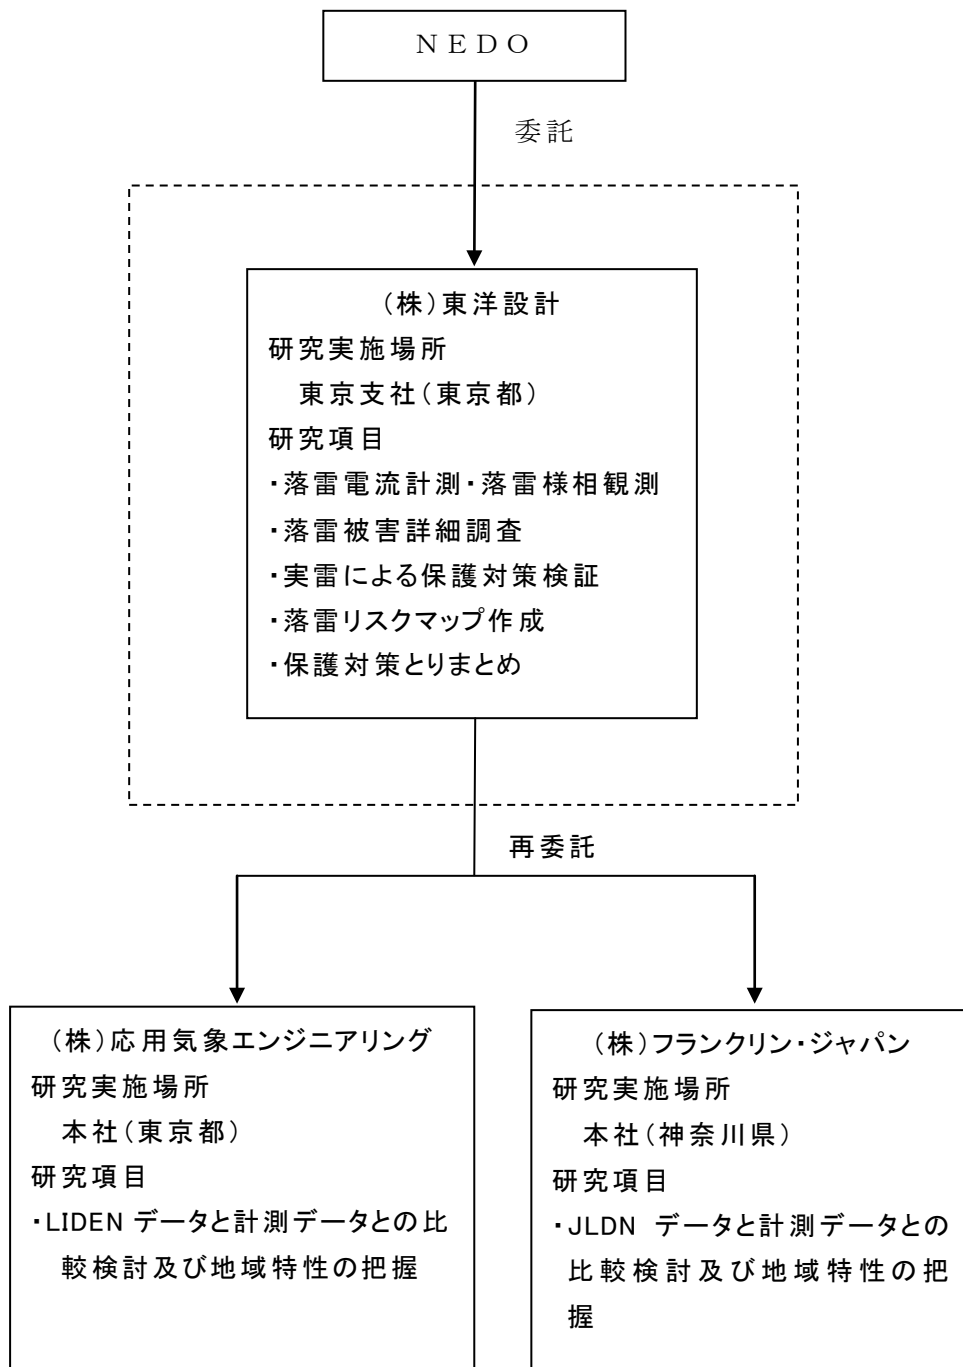 NEDO
委託
（株）東洋設計
研究実施場所
東京支社（東京都）
研究項目
・落雷電流計測・落雷様相観測
・落雷被害詳細調査
・実雷による保護対策検証
・落雷リスクマップ作成
・保護対策とりまとめ
再委託
（株）応用気象エンジニアリング
研究実施場所
本社（東京都）
研究項目
・LIDEN データと計測データとの比
較検討及び地域特性の把握
（株）フランクリン・ジャパン
研究実施場所
本社（神奈川県）
研究項目
・JLDN データと計測データとの
比較検討及び地域特性の把
握